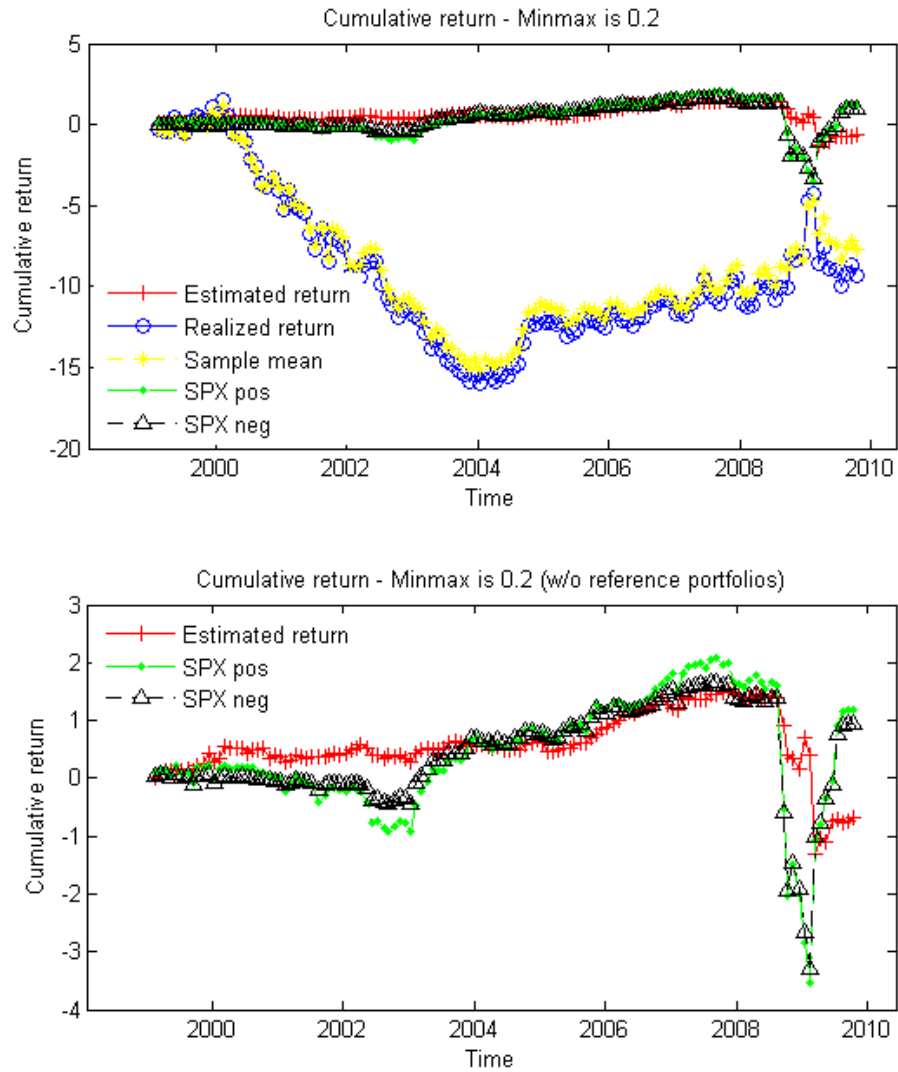 Cumulative return - Minmax is 0.2
5
0
-5
-10
-15
-20
Cumulative return
Estimated return
Realized return
Sample mean
SPX pos
SPX neg
2000 2002 2004 2006 2008 2010
Time
Cumulative return - Minmax is 0.2 (w/o reference portfolios)
3
2
1
0
-1
-2
-3
-4
Cumulative return
Estimated return
SPX pos
SPX neg
2000 2002 2004 2006 2008 2010
Time